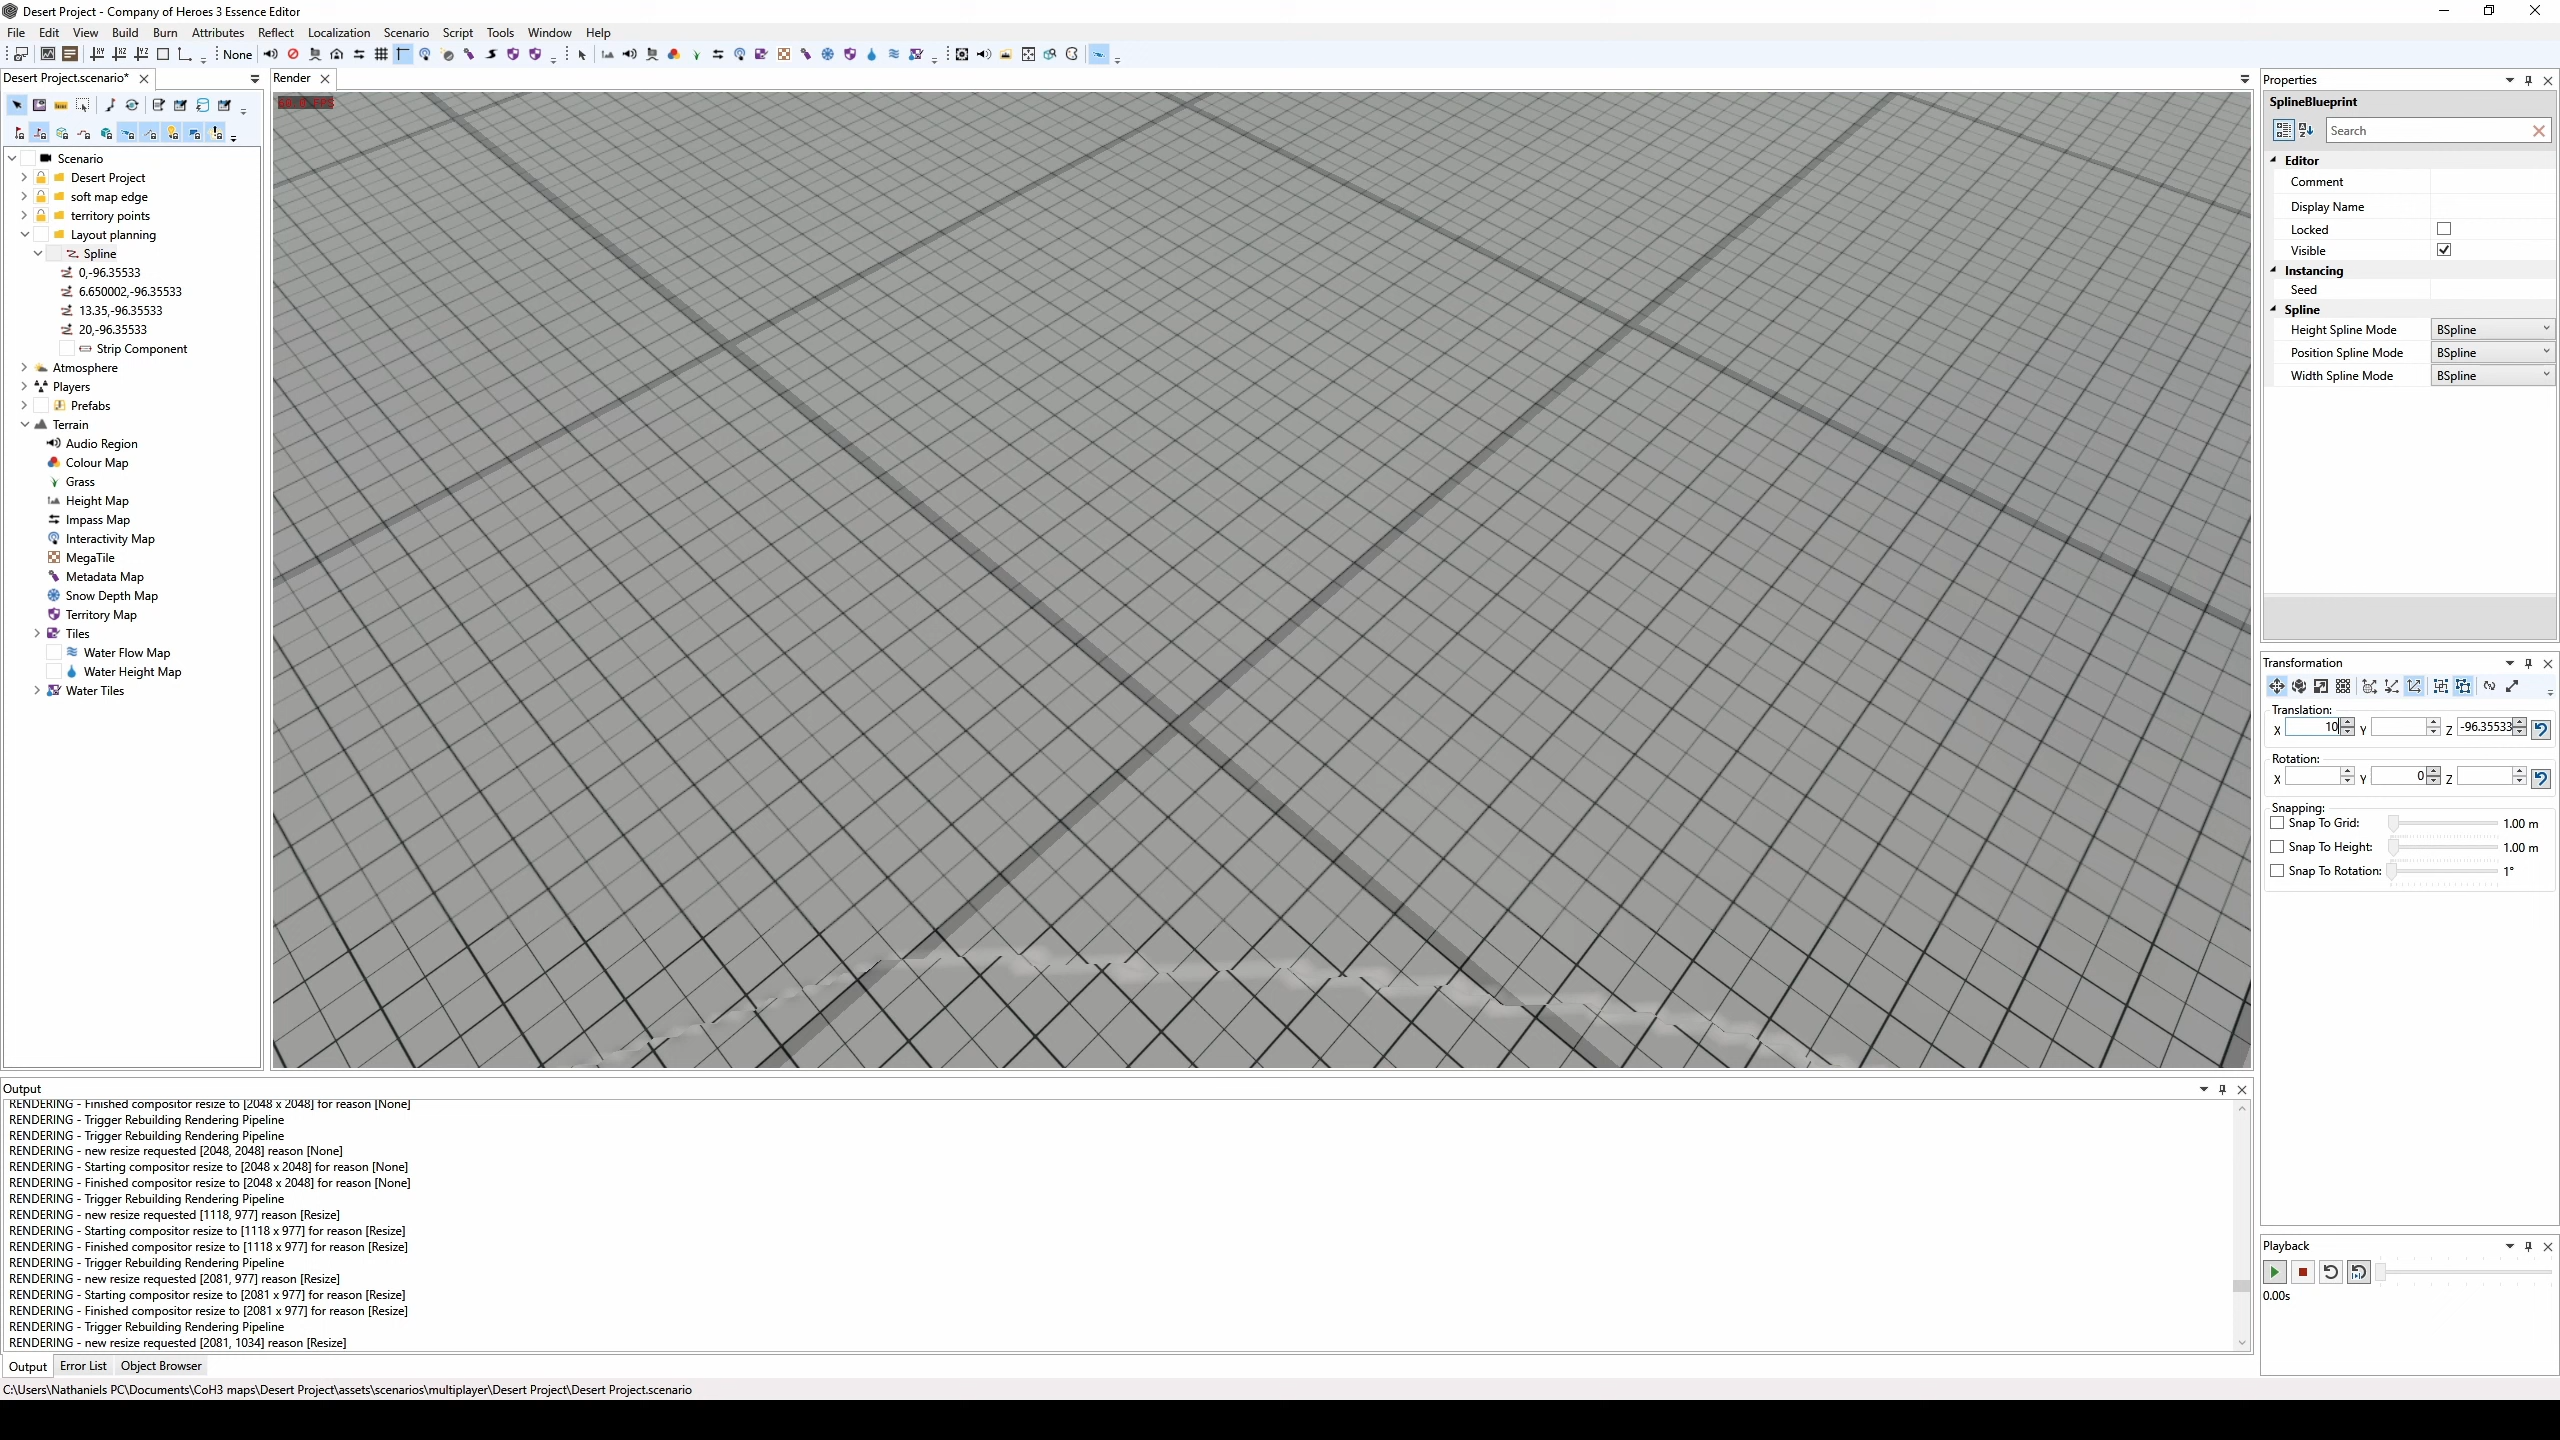 Desert Project - Company of Heroes 3 Essence Editor
File Edit View Build Burn Attributes Reflect Localization Scenario Script Tools Window Help
None
Desert Project.scenario*
Render
Scenario
Desert Project
soft map edge
territory points
Layout planning
Spline
0,-96.35533
6.650002,-96.35533
13.35,-96.35533
20,-96.35533
Strip Component
Atmosphere
Players
Prefabs
Terrain
Audio Region
Colour Map
Grass
Height Map
Impass Map
Interactivity Map
MegaTile
Metadata Map
Snow Depth Map
Territory Map
Tiles
Water Flow Map
Water Height Map
Water Tiles
Properties
SplineBlueprint
Search
Editor
Comment
Display Name
Locked
Visible
Instancing
Seed
Spline
Height Spline Mode BSpline
Position Spline Mode BSpline
Width Spline Mode BSpline
Transformation
Translation:
X 10 Y Z -96.35533
Rotation:
X Y 0 Z
Snapping:
Snap To Grid: 1.00 m
Snap To Height: 1.00 m
Snap To Rotation: 1°
Playback
0.00s
Output
RENDERING - Finished compositor resize to [2048 x 2048] for reason [None]
RENDERING - Trigger Rebuilding Rendering Pipeline
RENDERING - Trigger Rebuilding Rendering Pipeline
RENDERING - new resize requested [2048, 2048] reason [None]
RENDERING - Starting compositor resize to [2048 x 2048] for reason [None]
RENDERING - Finished compositor resize to [2048 x 2048] for reason [None]
RENDERING - Trigger Rebuilding Rendering Pipeline
RENDERING - new resize requested [1118, 977] reason [Resize]
RENDERING - Starting compositor resize to [1118 x 977] for reason [Resize]
RENDERING - Finished compositor resize to [1118 x 977] for reason [Resize]
RENDERING - Trigger Rebuilding Rendering Pipeline
RENDERING - new resize requested [2081, 977] reason [Resize]
RENDERING - Starting compositor resize to [2081 x 977] for reason [Resize]
RENDERING - Finished compositor resize to [2081 x 977] for reason [Resize]
RENDERING - Trigger Rebuilding Rendering Pipeline
RENDERING - new resize requested [2081, 1034] reason [Resize]
Output Error List Object Browser
C:\Users\Nathaniels PC\Documents\CoH3 maps\Desert Project\assets\scenarios\multiplayer\Desert Project\Desert Project.scenario